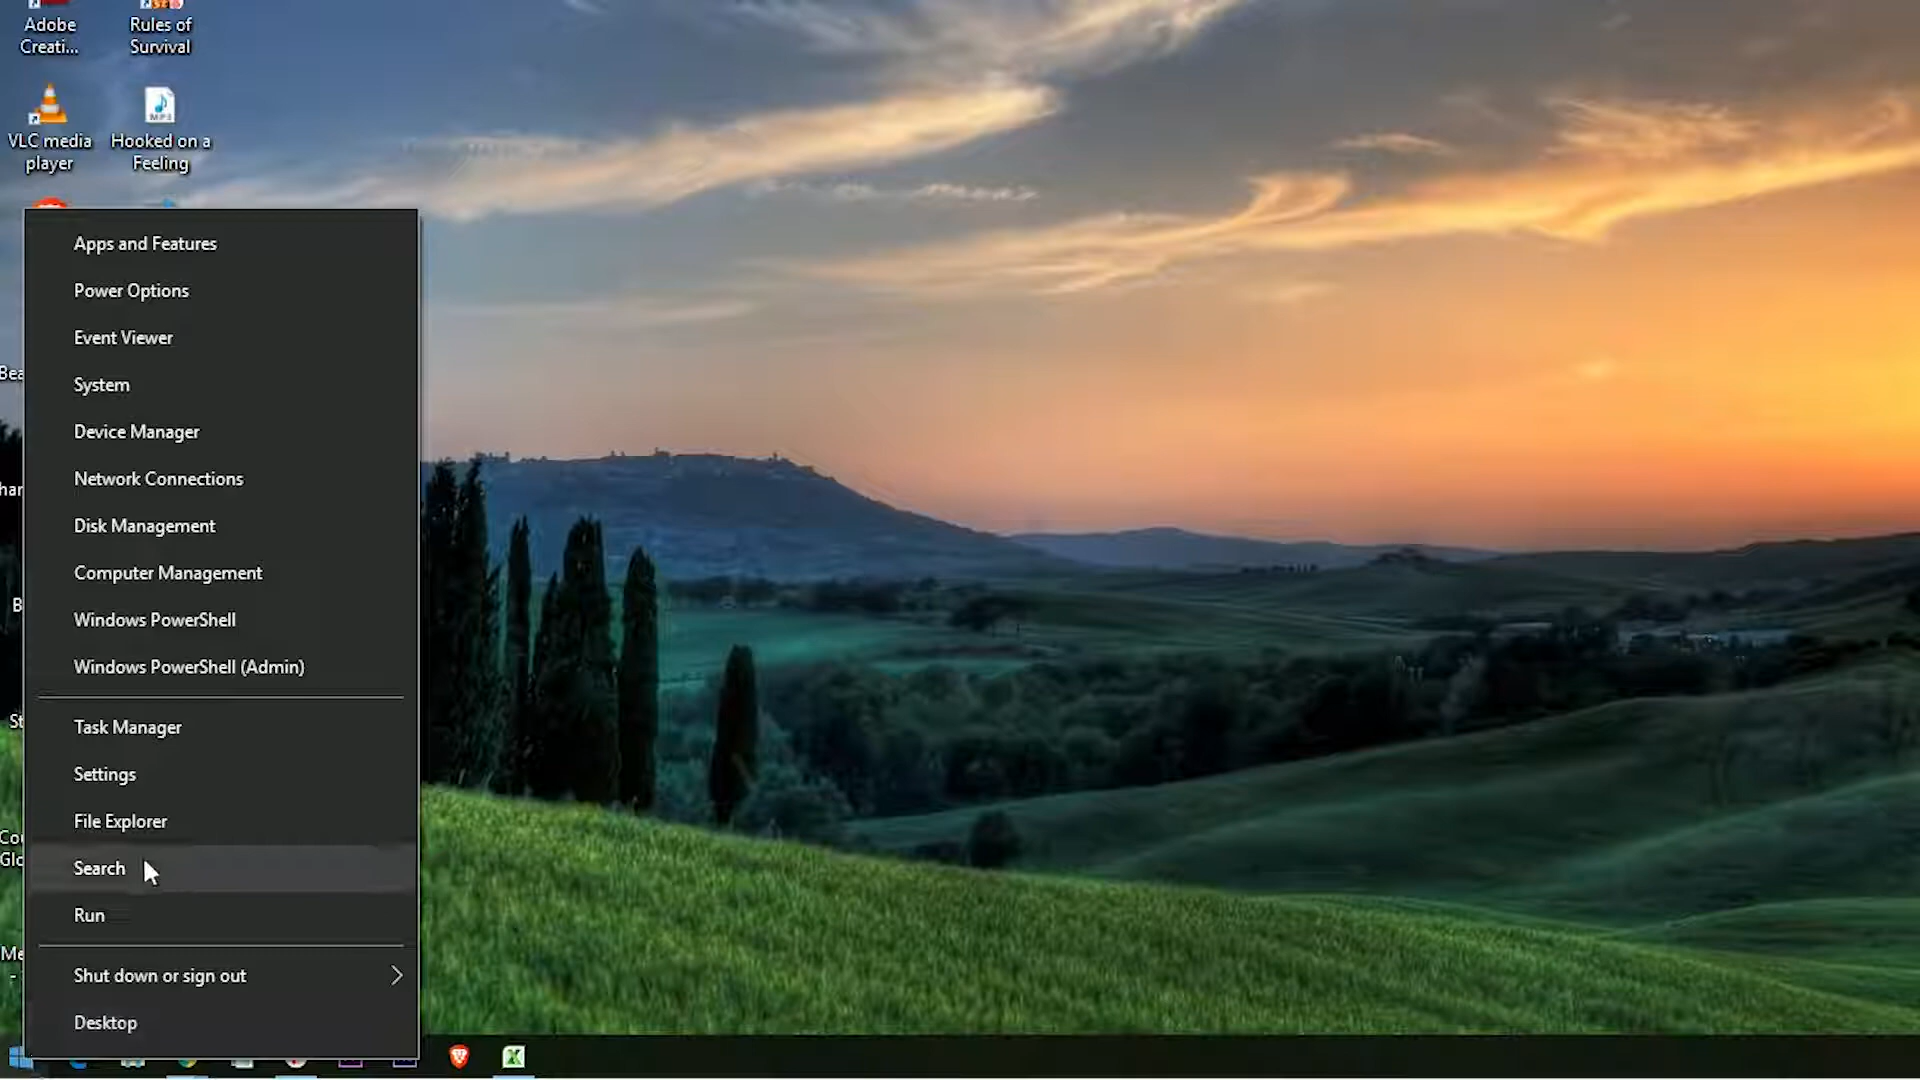 Adobe
Creati...
Rules of
Survival
VLC media
player
Hooked on a
Feeling
MP3
Apps and Features
Power Options
Event Viewer
System
Device Manager
Network Connections
Disk Management
Computer Management
Windows PowerShell
Windows PowerShell (Admin)
Task Manager
Settings
File Explorer
Search
Run
Shut down or sign out
Desktop